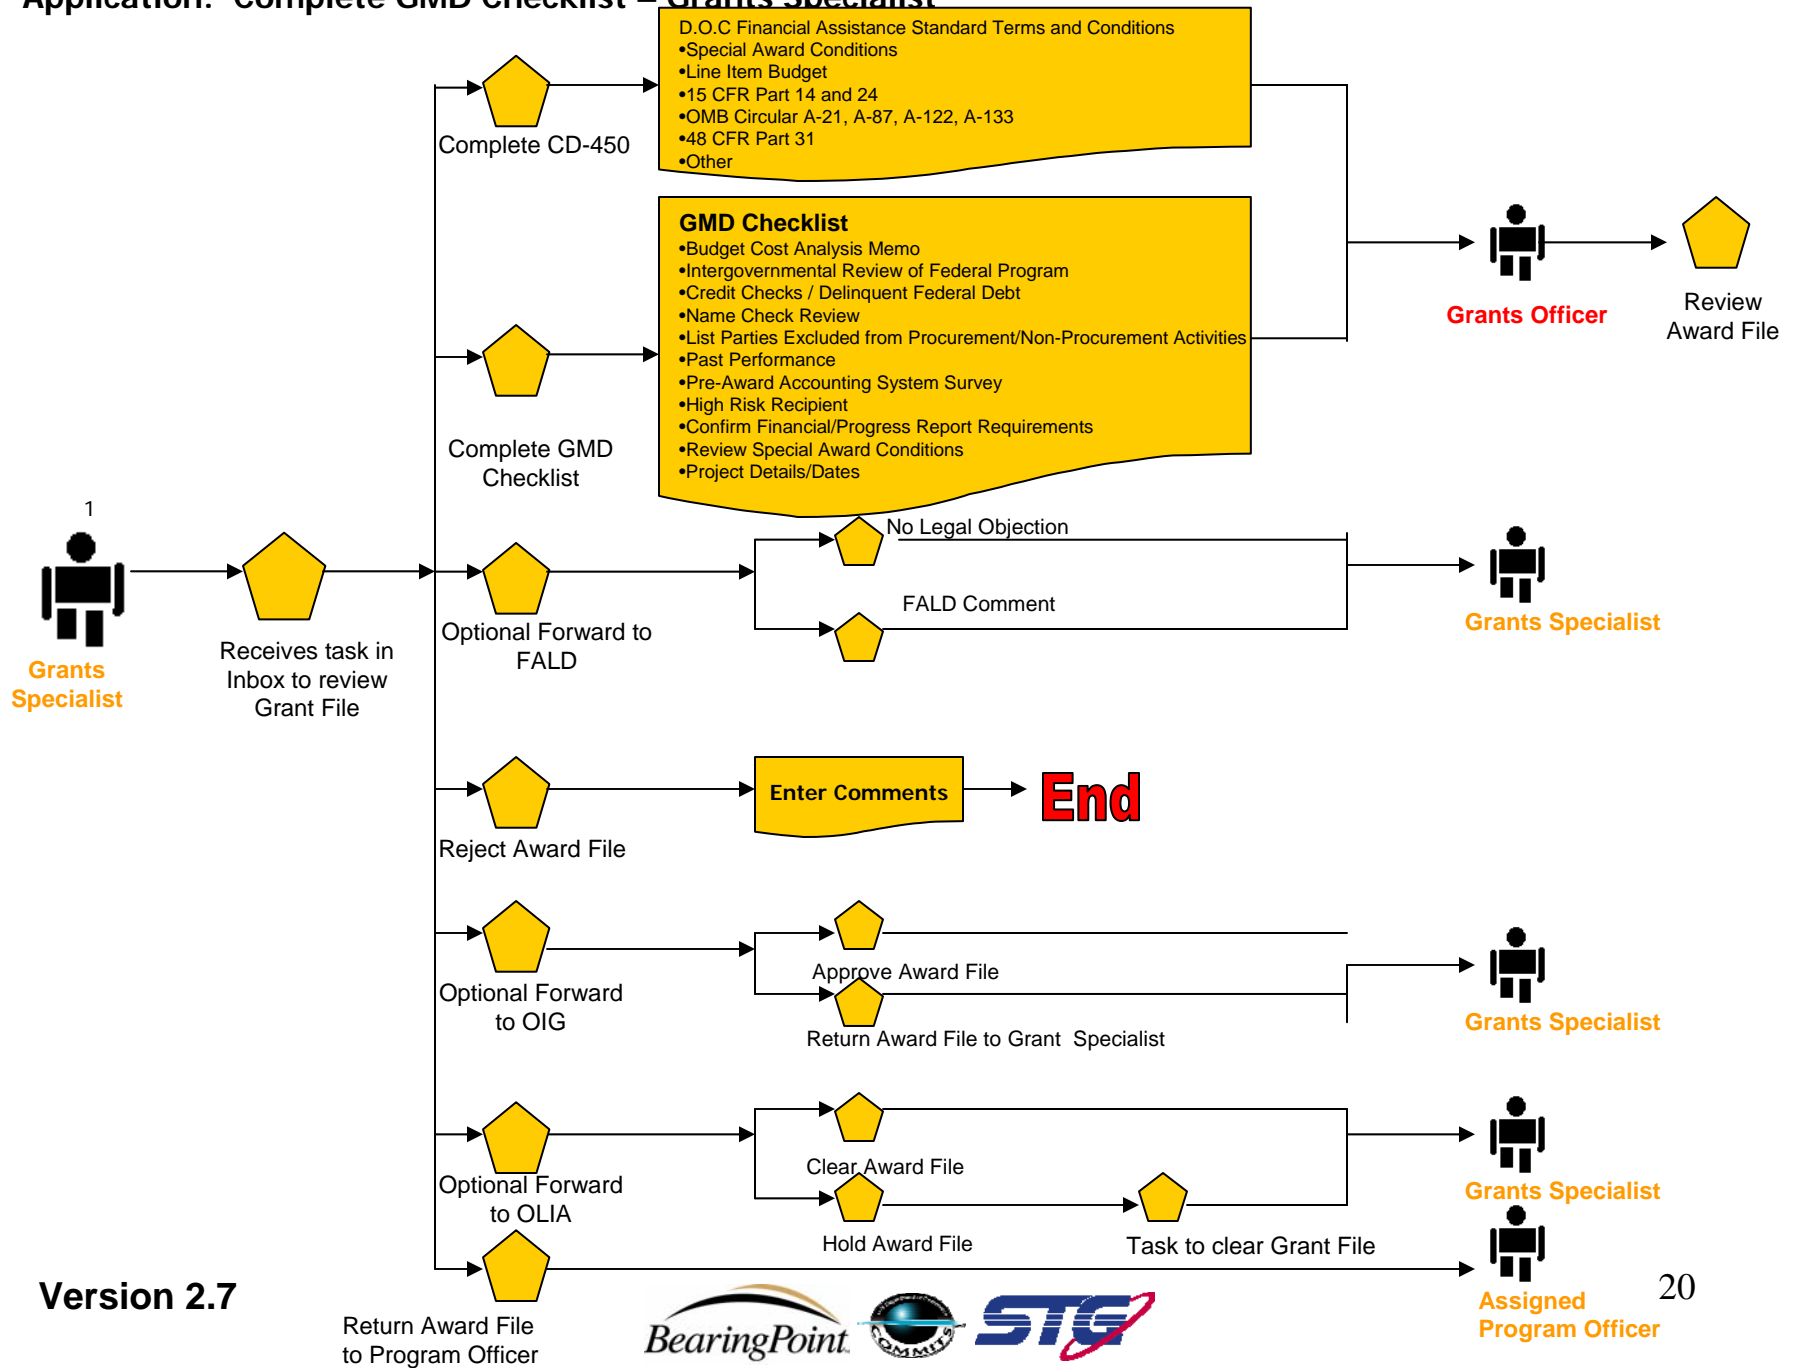 Application: Complete GMD Checklist – Grants Specialist
D.O.C Financial Assistance Standard Terms and Conditions
•Special Award Conditions
•Line Item Budget
•15 CFR Part 14 and 24
•OMB Circular A-21, A-87, A-122, A-133
•48 CFR Part 31
•Other
Complete CD-450
GMD Checklist
•Budget Cost Analysis Memo
•Intergovernmental Review of Federal Program
•Credit Checks / Delinquent Federal Debt
•Name Check Review
•List Parties Excluded from Procurement/Non-Procurement Activities
•Past Performance
•Pre-Award Accounting System Survey
•High Risk Recipient
•Confirm Financial/Progress Report Requirements
•Review Special Award Conditions
•Project Details/Dates
Complete GMD
Checklist
Grants Officer
Review
Award File
1
Grants
Specialist
Receives task in
Inbox to review
Grant File
Optional Forward to
FALD
No Legal Objection
FALD Comment
Grants Specialist
Reject Award File
Enter Comments
End
Optional Forward
to OIG
Approve Award File
Return Award File to Grant Specialist
Grants Specialist
Optional Forward
to OLIA
Clear Award File
Hold Award File
Task to clear Grant File
Grants Specialist
Return Award File
to Program Officer
Assigned
Program Officer
Version 2.7
BearingPoint
COMMITS
STG
20